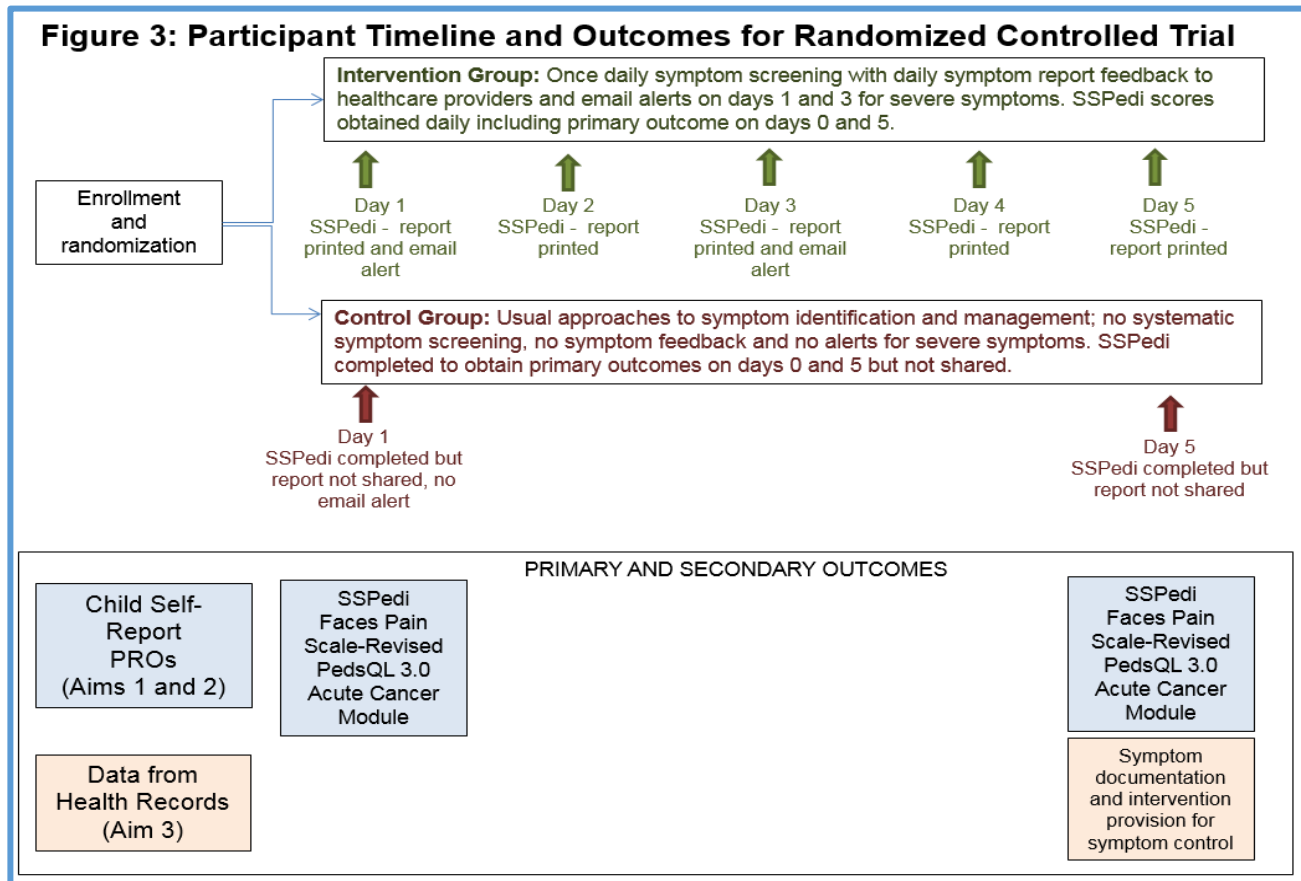 Figure 3: Participant Timeline and Outcomes for Randomized Controlled Trial
Intervention Group: Once daily symptom screening with daily symptom report feedback to
healthcare providers and email alerts on days 1 and 3 for severe symptoms. SSPedi scores
obtained daily including primary outcome on days 0 and 5.
Enrollment
and
randomization
Day 1
SSPedi - report
printed and email
alert
Day 2
SSPedi - report
printed
Day 3
SSPedi - report
printed and email
alert
Day 4
SSPedi - report
printed
Day 5
SSPedi -
report printed
Control Group: Usual approaches to symptom identification and management; no systematic
symptom screening, no symptom feedback and no alerts for severe symptoms. SSPedi
completed to obtain primary outcomes on days 0 and 5 but not shared.
Day 1
SSPedi completed but
report not shared, no
email alert
Day 5
SSPedi completed but
report not shared
PRIMARY AND SECONDARY OUTCOMES
Child Self-
Report
PROs
(Aims 1 and 2)
SSPedi
Faces Pain
Scale-Revised
PedsQL 3.0
Acute Cancer
Module
SSPedi
Faces Pain
Scale-Revised
PedsQL 3.0
Acute Cancer
Module
Data from
Health Records
(Aim 3)
Symptom
documentation
and intervention
provision for
symptom control